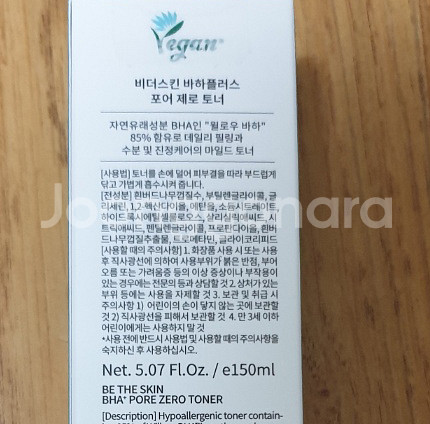 Vegan
비더스킨 바하플러스
포어 제로 토너
자연유래성분 BHA인 "윌로우 바하"
85% 함유로 데일리 필링과
수분 및 진정케어의 마일드 토너
[사용법] 토너를 손에 덜어 피부결을 따라 부드럽게
닦고 가볍게 흡수시켜 줍니다.
[전성분] 흰버드나무수, 부틸렌글라이콜, 글
리세린, 1,2-헥산다이올, 에탄올, 소듐시트레이트,
하이드록시에틸셀룰로오스, 살리실릭애씨드, 시
트릭애씨드, 펜틸렌글라이콜, 프로판다이올, 흰버
드나무껍질추출물, 트로메타민, 글라이코리피드
[사용할 때의 주의사항] 1. 화장품 사용 시 또는 사용
후 직사광선에 의하여 사용부위가 붉은 반점, 부어
오름 또는 가려움증 등의 이상 증상이나 부작용이
있는 경우에는 전문의 등과 상담할 것 2. 상처가 있는
부위 등에는 사용을 자제할 것 3. 보관 및 취급 시
주의사항 1) 어린이의 손이 닿지 않는 곳에 보관할
것 2) 직사광선을 피해서 보관할 것 4. 만 3세 이하
어린이에게는 사용하지 말 것
*사용 전에 반드시 사용법 및 사용할 때의 주의사항을
숙지하신 후 사용하십시오.
Net. 5.07 Fl.Oz. / e150ml
BE THE SKIN
BHA+ PORE ZERO TONER
[Description] Hypoallergenic toner contain-